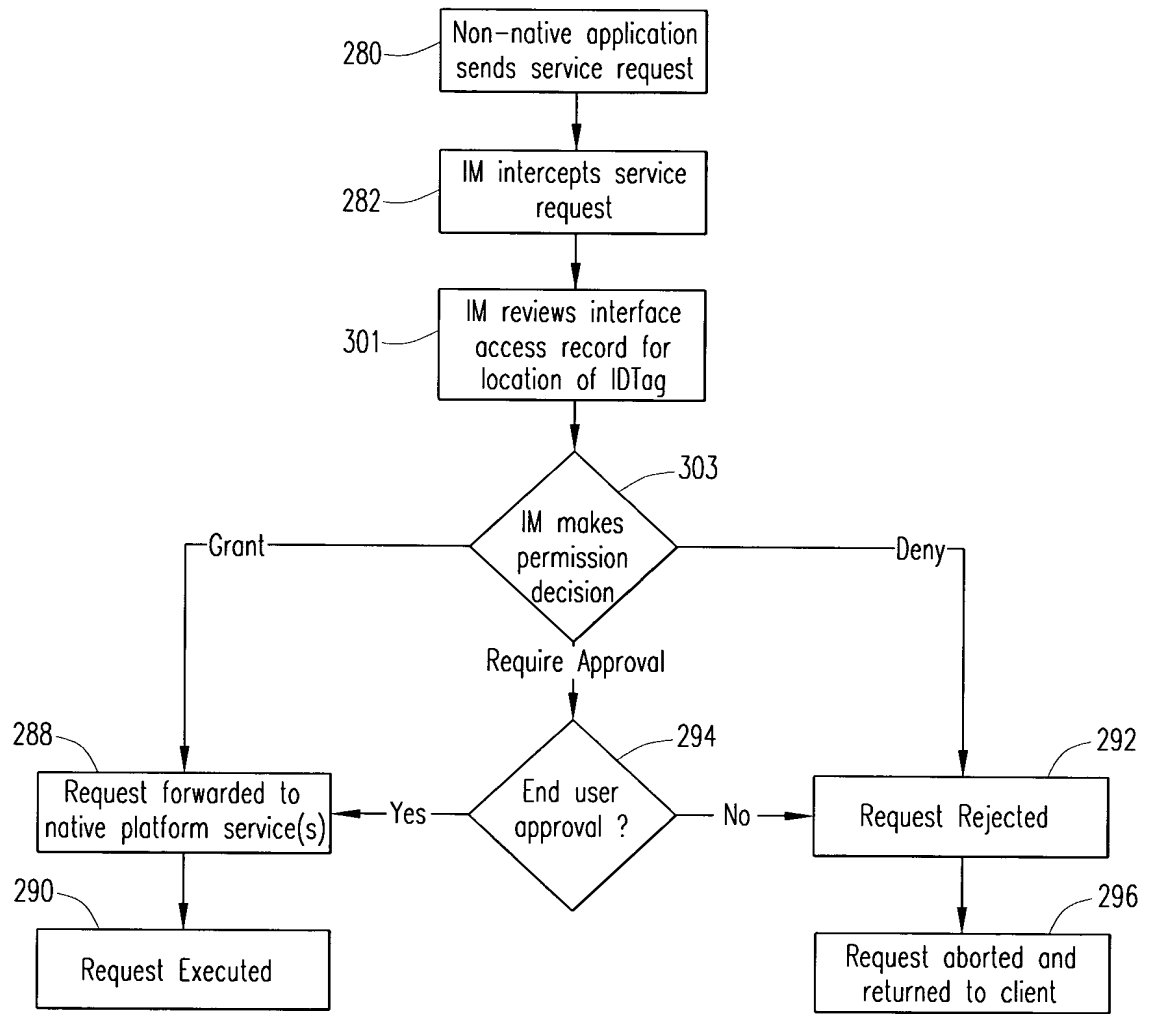 280
Non-native application
sends service request
282
IM intercepts service
request
301
IM reviews interface
access record for
location of IDTag
303
IM makes
permission
decision
Grant
Deny
Require Approval
288
Request forwarded to
native platform service(s)
Yes
294
End user
approval ?
No
292
Request Rejected
290
Request Executed
296
Request aborted and
returned to client